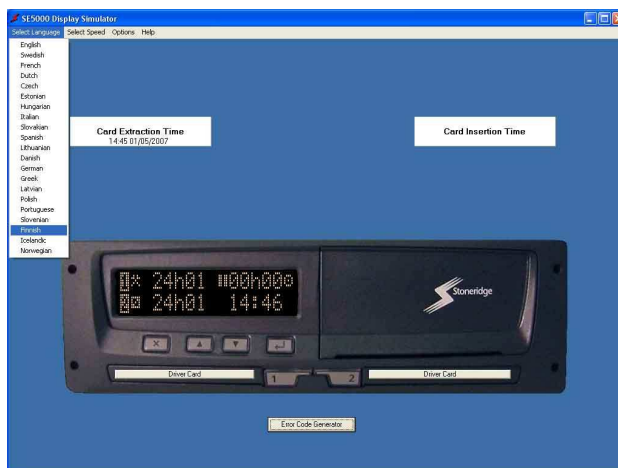 SE5000 Display Simulator
Select Language Select Speed Options Help
English
Swedish
French
Dutch
Czech
Estonian
Hungarian
Italian
Slovakian
Spanish
Lithuanian
Danish
German
Greek
Latvian
Polish
Portuguese
Slovenian
Finnish
Icelandic
Norwegian
Card Extraction Time
14:45 01/05/2007
Card Insertion Time
1 24h01 00h00
2 24h01 14:46
Stoneridge
Driver Card
1
2
Driver Card
Error Code Generator